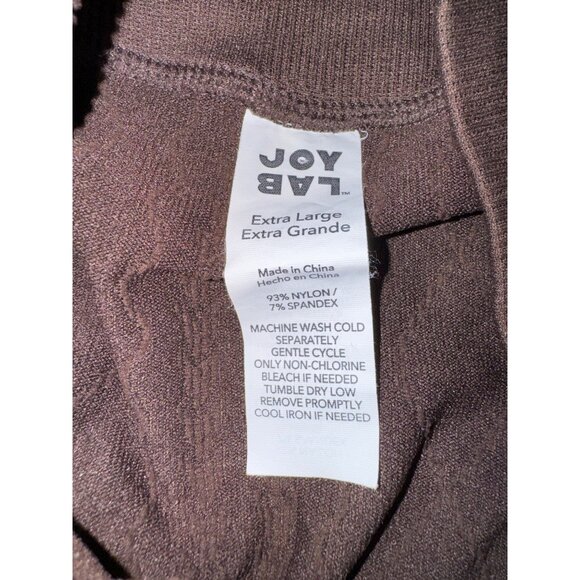 JOY
LAB™
Extra Large
Extra Grande
Made in China
Hecho en China
93% NYLON /
7% SPANDEX
MACHINE WASH COLD
SEPARATELY
GENTLE CYCLE
ONLY NON-CHLORINE
BLEACH IF NEEDED
TUMBLE DRY LOW
REMOVE PROMPTLY
COOL IRON IF NEEDED